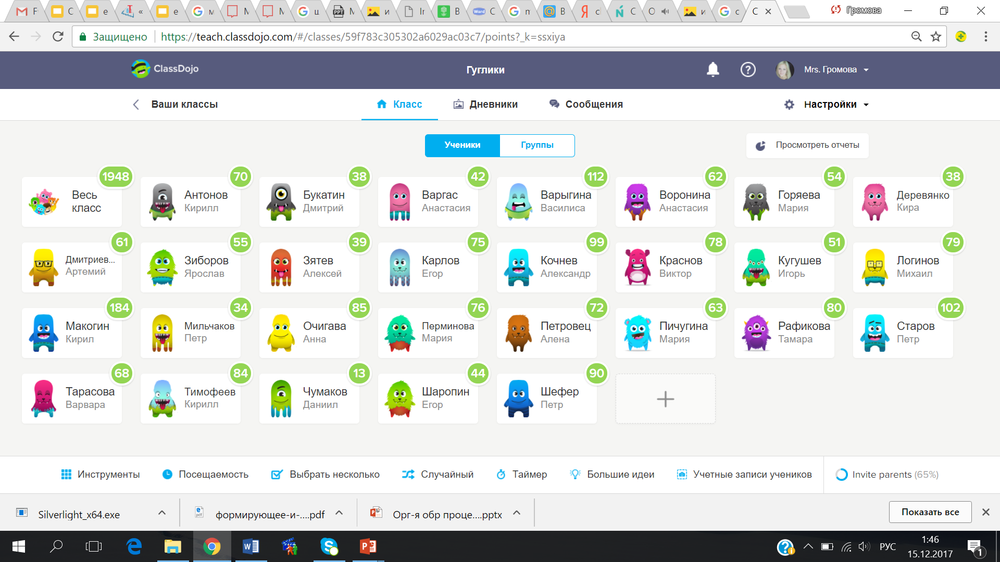 Громова
Защищено
https://teach.classdojo.com/#/classes/59f783c305302a6029ac03c7/points?_k=ssxiya
ClassDojo
Гуглики
Mrs. Громова
Ваши классы
Класс
Дневники
Сообщения
Настройки
Ученики
Группы
Просмотреть отчеты
1948
Весь
класс
70
Антонов
Кирилл
38
Букатин
Дмитрий
42
Варгас
Анастасия
112
Варыгина
Василиса
62
Воронина
Анастасия
54
Горяева
Мария
38
Деревянко
Кира
61
Дмитриев...
Артемий
55
Зиборов
Ярослав
39
Зятев
Алексей
75
Карлов
Егор
99
Кочнев
Александр
78
Краснов
Виктор
51
Кугушев
Игорь
79
Логинов
Михаил
184
Макогин
Кирил
34
Мильчаков
Петр
85
Очигава
Анна
76
Перминова
Мария
72
Петровец
Алена
63
Пичугина
Мария
80
Рафикова
Тамара
102
Старов
Петр
68
Тарасова
Варвара
84
Тимофеев
Кирилл
13
Чумаков
Даниил
44
Шаропин
Егор
90
Шефер
Петр
Инструменты
Посещаемость
Выбрать несколько
Случайный
Таймер
Большие идеи
Учетные записи учеников
Invite parents (65%)
Silverlight_x64.exe
формирующее-и-....pdf
Орг-я обр проце....pptx
Показать все
РУС
1:46
15.12.2017
1